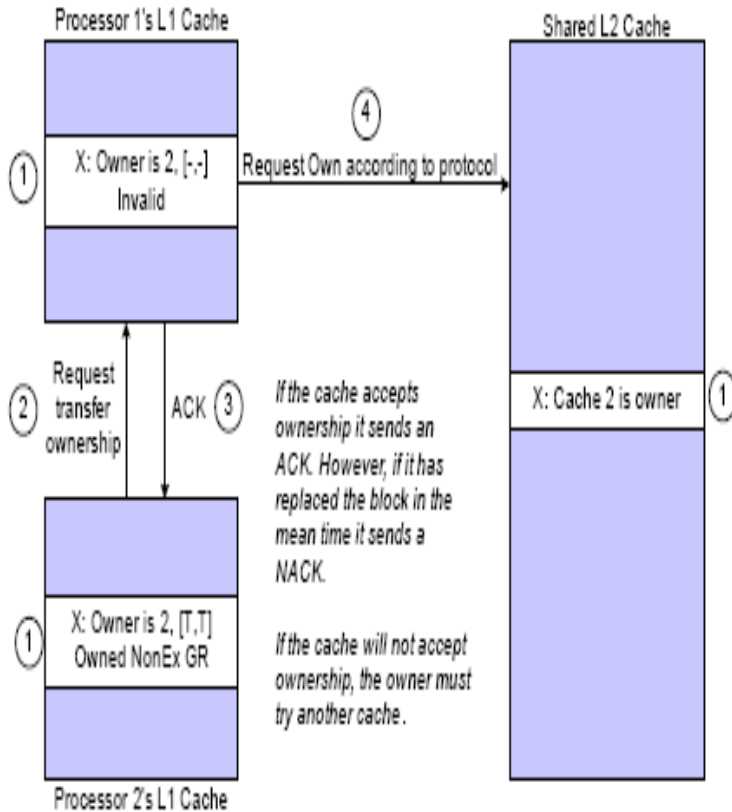 Processor 1's L1 Cache
Shared L2 Cache
4
Request Own according to protocol
1
X: Owner is 2, [-,-]
Invalid
2
Request
transfer
ownership
ACK
3
If the cache accepts
ownership it sends an
ACK. However, if it has
replaced the block in the
mean time it sends a
NACK.
If the cache will not accept
ownership, the owner must
try another cache.
X: Cache 2 is owner
1
1
X: Owner is 2, [T,T]
Owned NonEx GR
Processor 2's L1 Cache